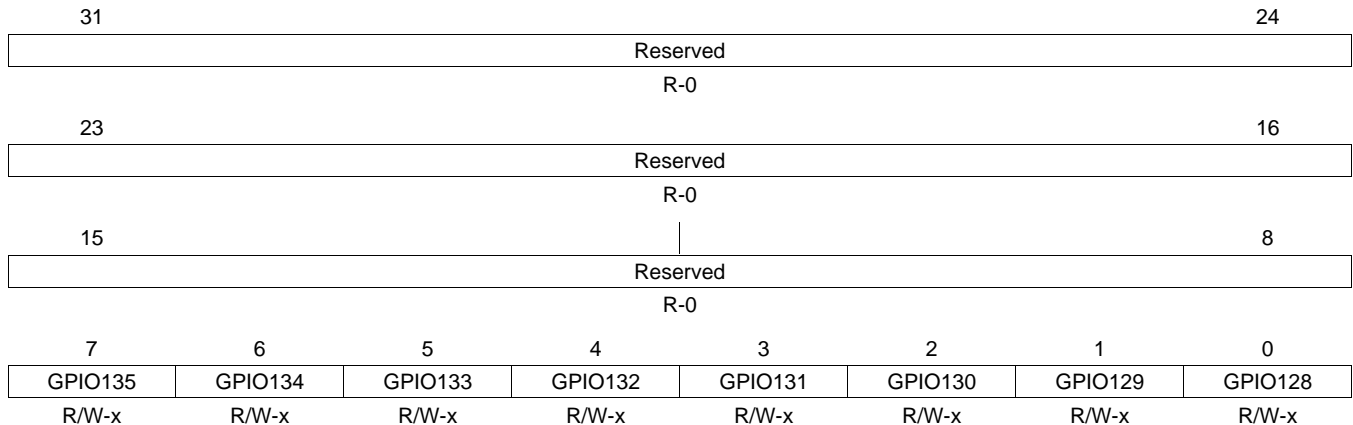 31 24
Reserved
R-0
23 16
Reserved
R-0
15 8
Reserved
R-0
7 6 5 4 3 2 1 0
GPIO135 GPIO134 GPIO133 GPIO132 GPIO131 GPIO130 GPIO129 GPIO128
R/W-x R/W-x R/W-x R/W-x R/W-x R/W-x R/W-x R/W-x